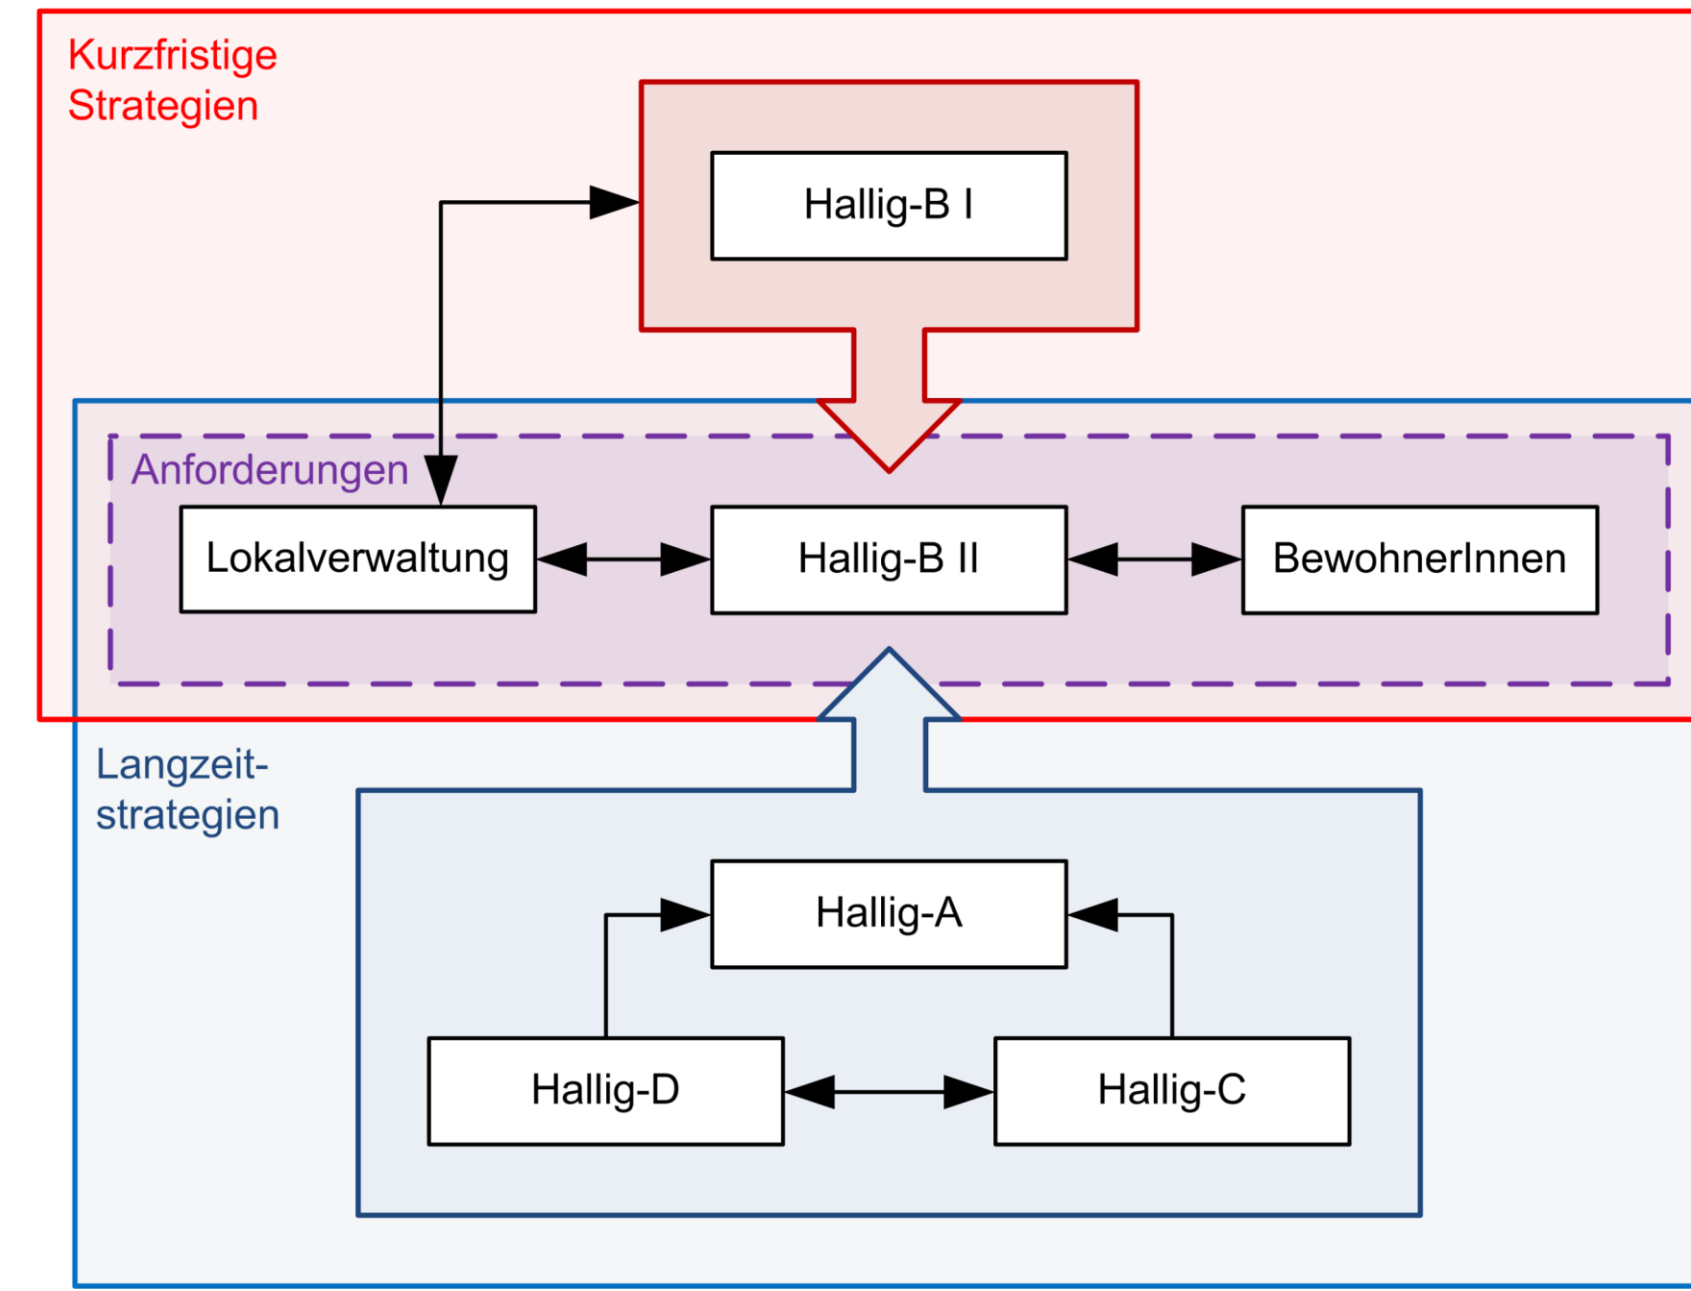 Kurzfristige
Strategien
Hallig-B I
Anforderungen
Lokalverwaltung
Hallig-B II
BewohnerInnen
Langzeit-
strategien
Hallig-A
Hallig-D
Hallig-C